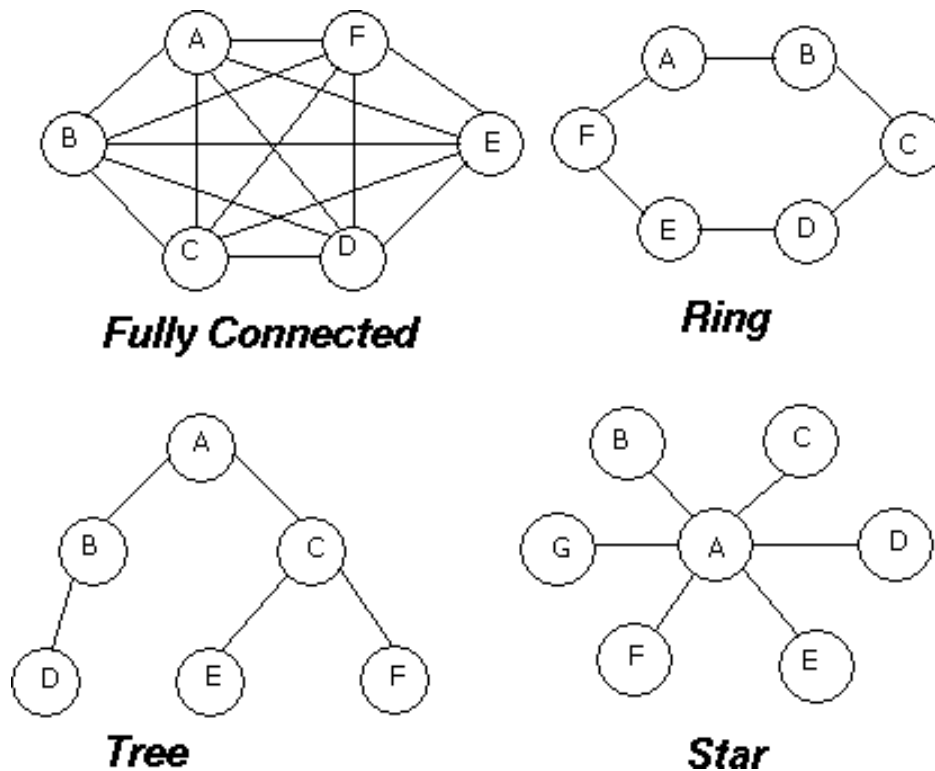 A F
B E
C D
Fully Connected
A B
F C
E D
Ring
A
B C
D E F
Tree
B C
G A D
F E
Star